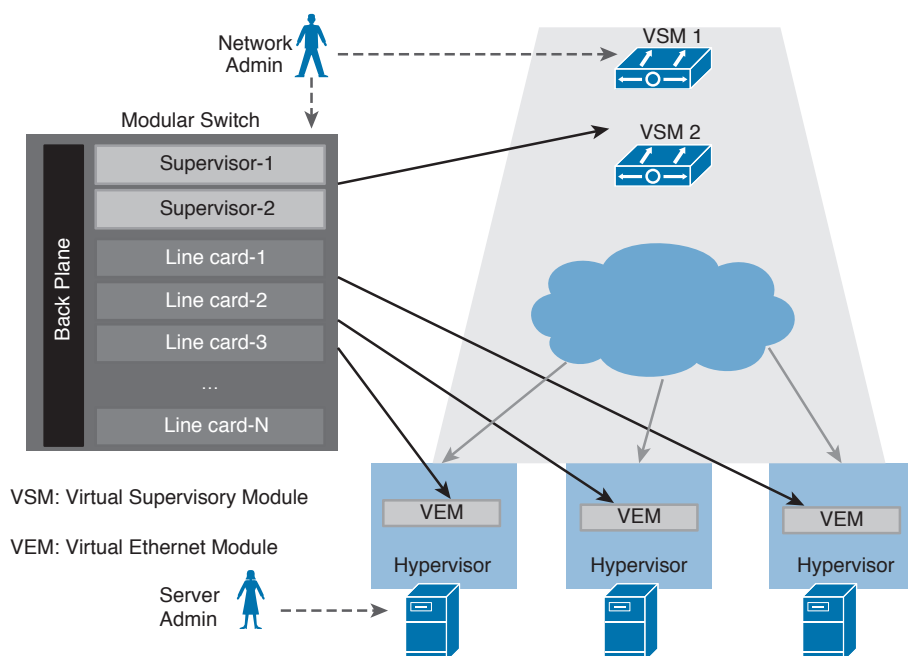 Network
Admin
VSM 1
Modular Switch
VSM 2
Back Plane
Supervisor-1
Supervisor-2
Line card-1
Line card-2
Line card-3
...
Line card-N
VSM: Virtual Supervisory Module
VEM: Virtual Ethernet Module
VEM
VEM
VEM
Hypervisor
Hypervisor
Hypervisor
Server
Admin